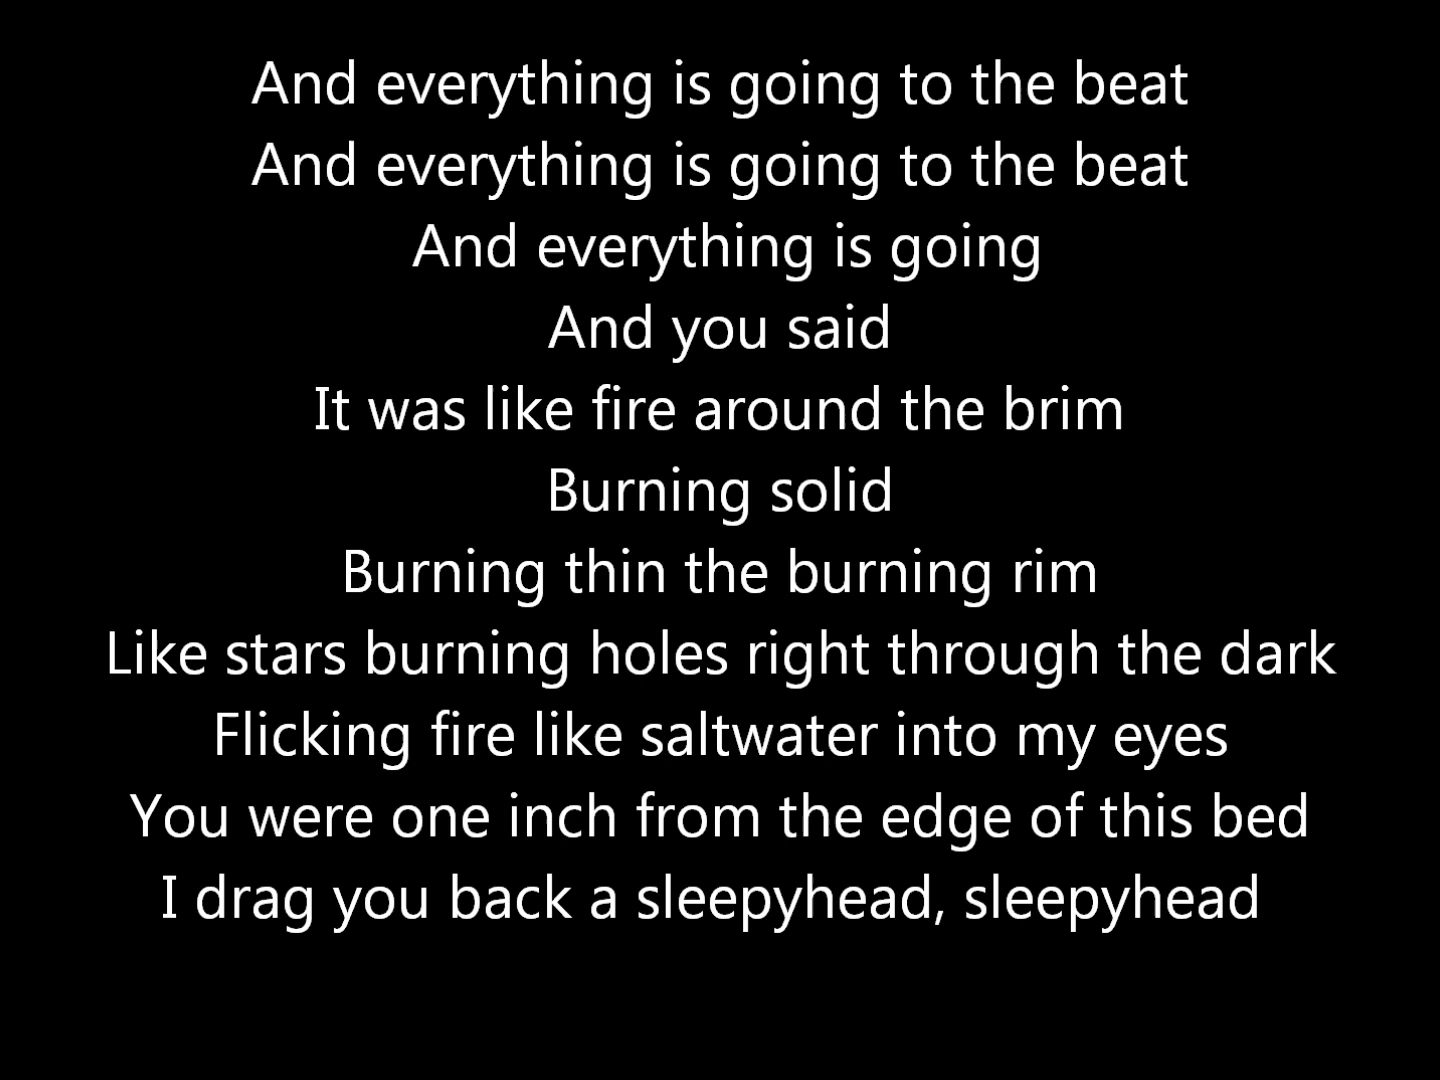 And everything is going to the beat
And everything is going to the beat
And everything is going
And you said
It was like fire around the brim
Burning solid
Burning thin the burning rim
Like stars burning holes right through the dark
Flicking fire like saltwater into my eyes
You were one inch from the edge of this bed
I drag you back a sleepyhead, sleepyhead